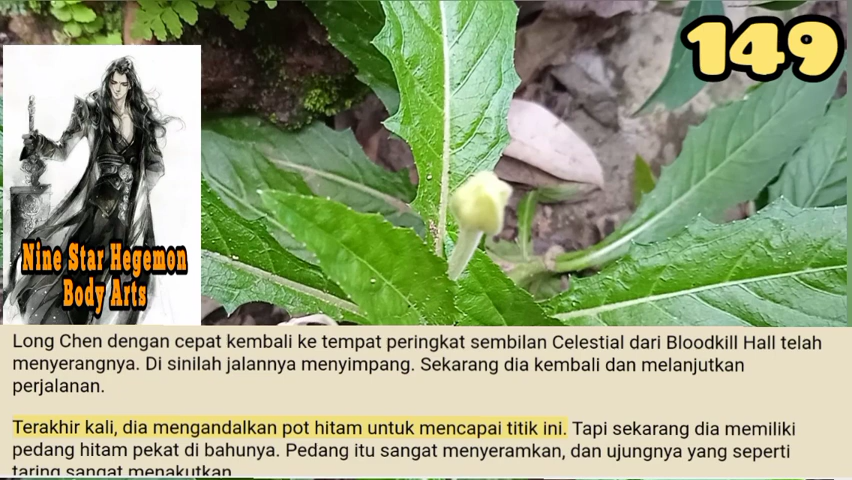 149
Nine Star Hegemon
Body Arts
Long Chen dengan cepat kembali ke tempat peringkat sembilan Celestial dari Bloodkill Hall telah
menyerangnya. Di sinilah jalannya menyimpang. Sekarang dia kembali dan melanjutkan
perjalanan.
Terakhir kali, dia mengandalkan pot hitam untuk mencapai titik ini. Tapi sekarang dia memiliki
pedang hitam pekat di bahunya. Pedang itu sangat menyeramkan, dan ujungnya yang seperti
taring sangat menakutkan